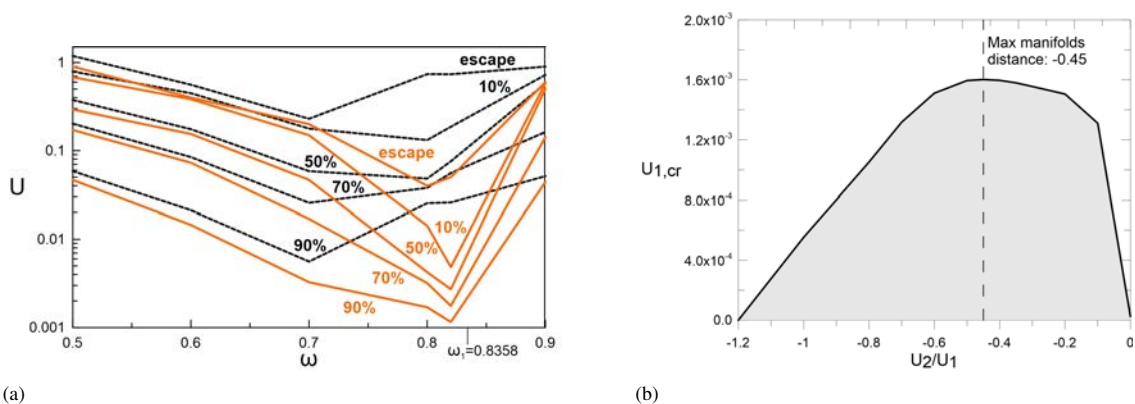 escape
10%
escape
50%
70%
90%
10%
50%
70%
90%
1
0.1
0.01
0.001
U
0.5
0.6
0.7
0.8
0.9
ω
ω₁=0.8358
(a)
2.0x10⁻³
1.6x10⁻³
1.2x10⁻³
8.0x10⁻⁴
4.0x10⁻⁴
0.0
U₁,cr
Max manifolds
distance: -0.45
-1.2
-1
-0.8
-0.6
-0.4
-0.2
0
U₂/U₁
(b)